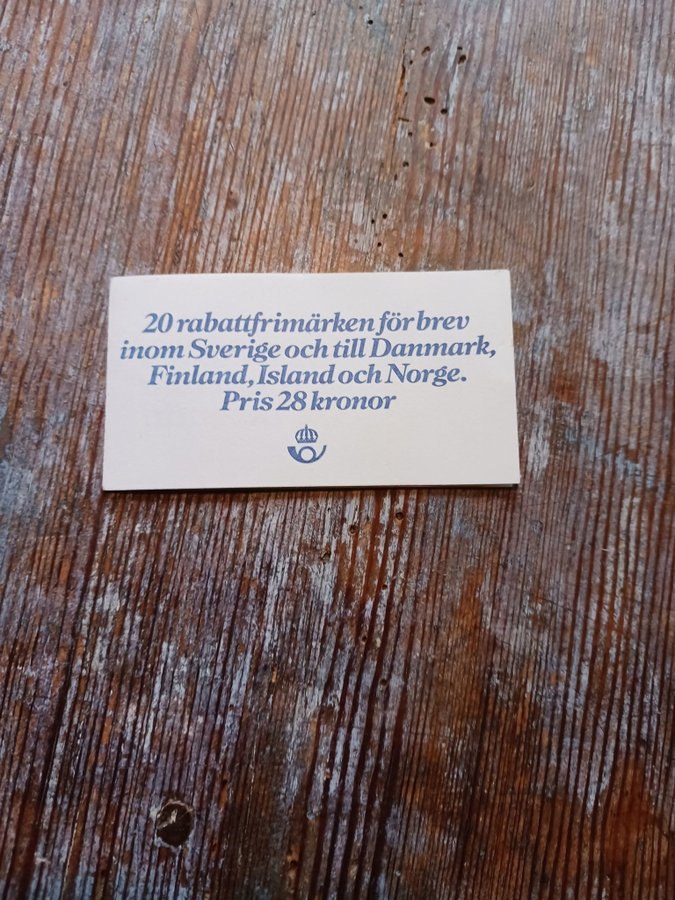 20 rabattfrimärken för brev
inom Sverige och till Danmark,
Finland, Island och Norge.
Pris 28 kronor